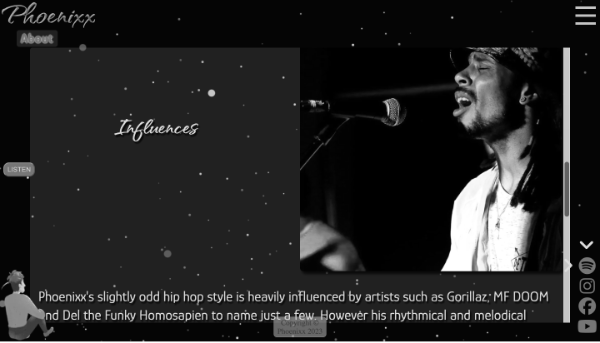 Phoenixx
About
Influences
LISTEN
Phoenixx's slightly odd hip hop style is heavily influenced by artists such as Gorillaz, MF DOOM
and Del the Funky Homosapien to name just a few. However his rhythmical and melodical
Copyright ©
Phoenixx 2023